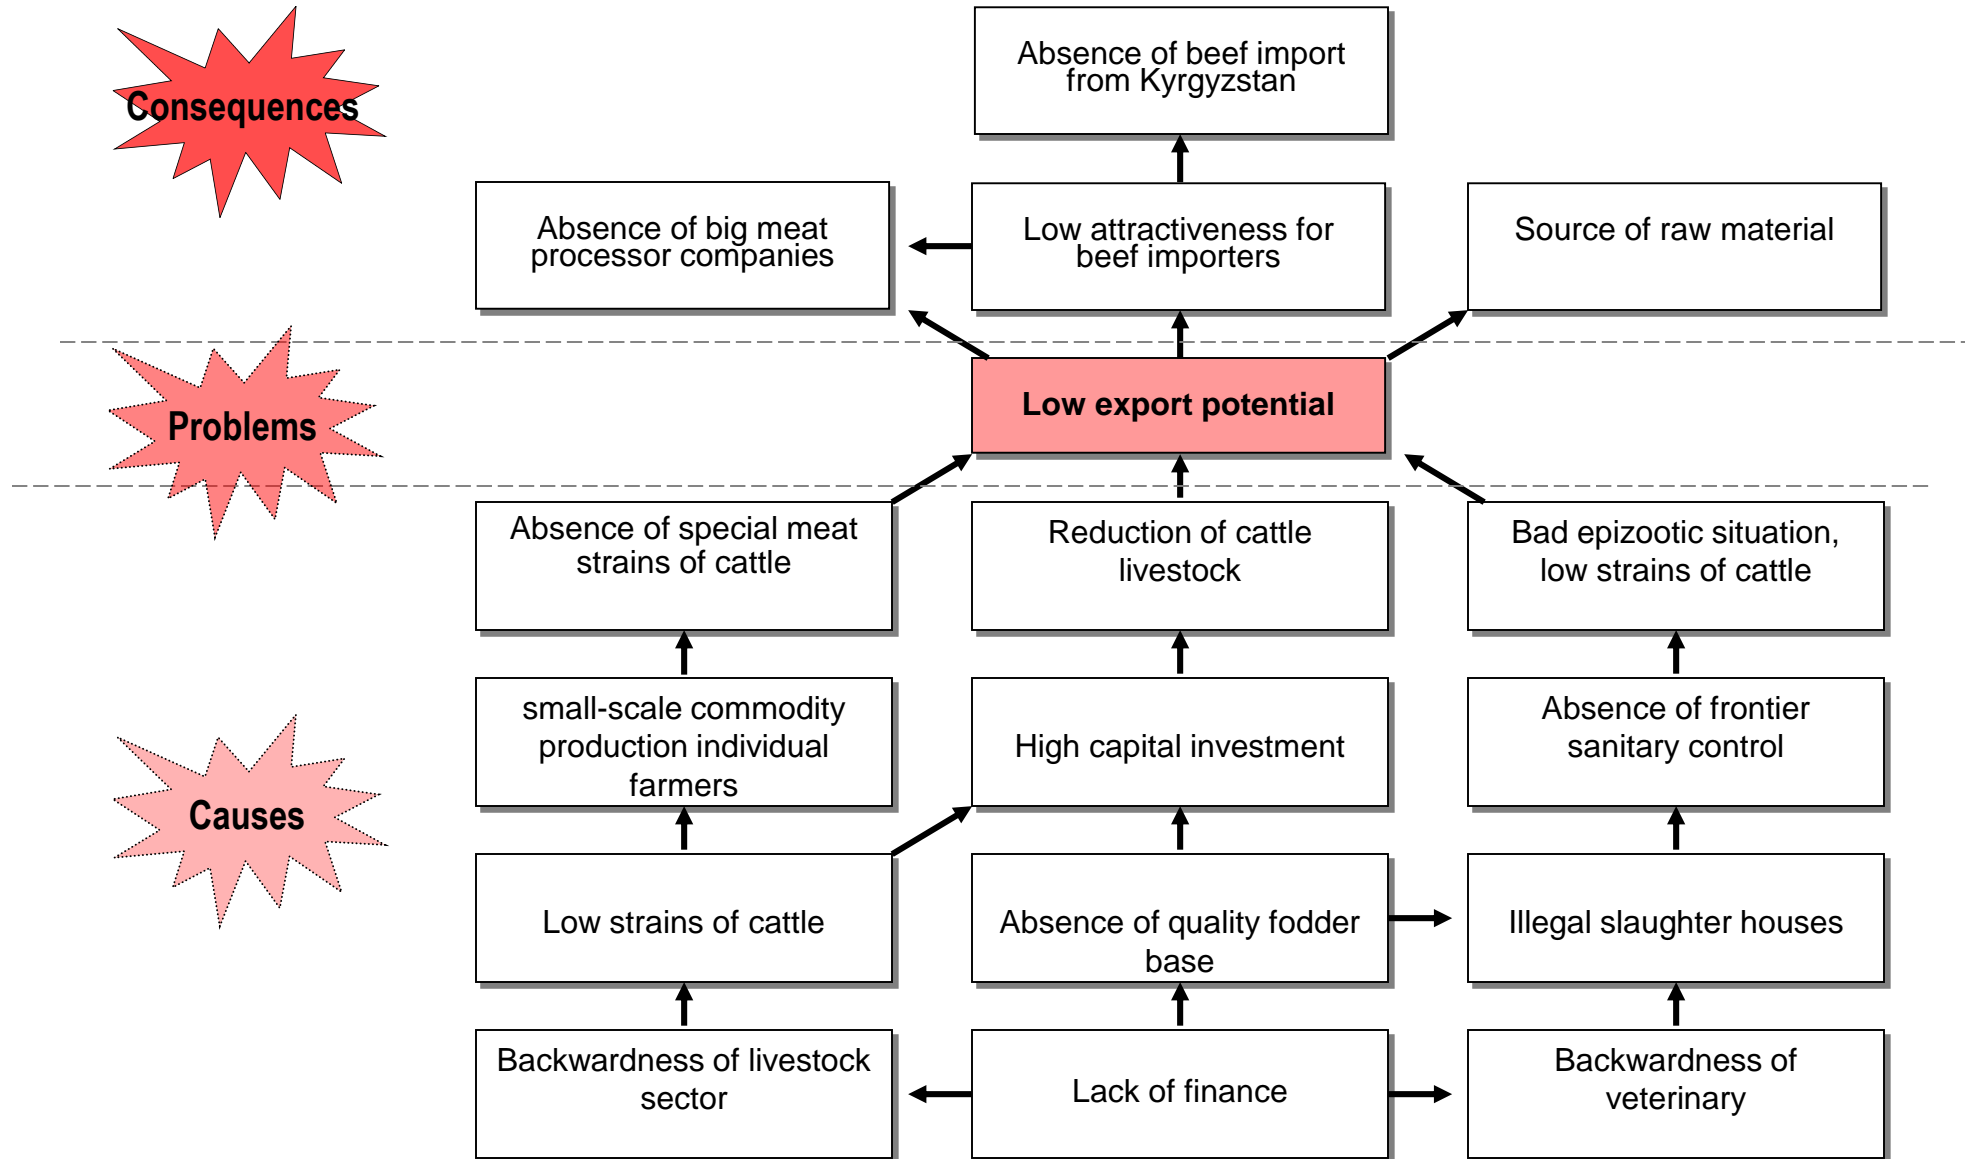 Consequences
Absence of beef import
from Kyrgyzstan
Absence of big meat
processor companies
Low attractiveness for
beef importers
Source of raw material
Problems
Low export potential
Absence of special meat
strains of cattle
Reduction of cattle
livestock
Bad epizootic situation,
low strains of cattle
Causes
small-scale commodity
production individual
farmers
High capital investment
Absence of frontier
sanitary control
Low strains of cattle
Absence of quality fodder
base
Illegal slaughter houses
Backwardness of livestock
sector
Lack of finance
Backwardness of
veterinary